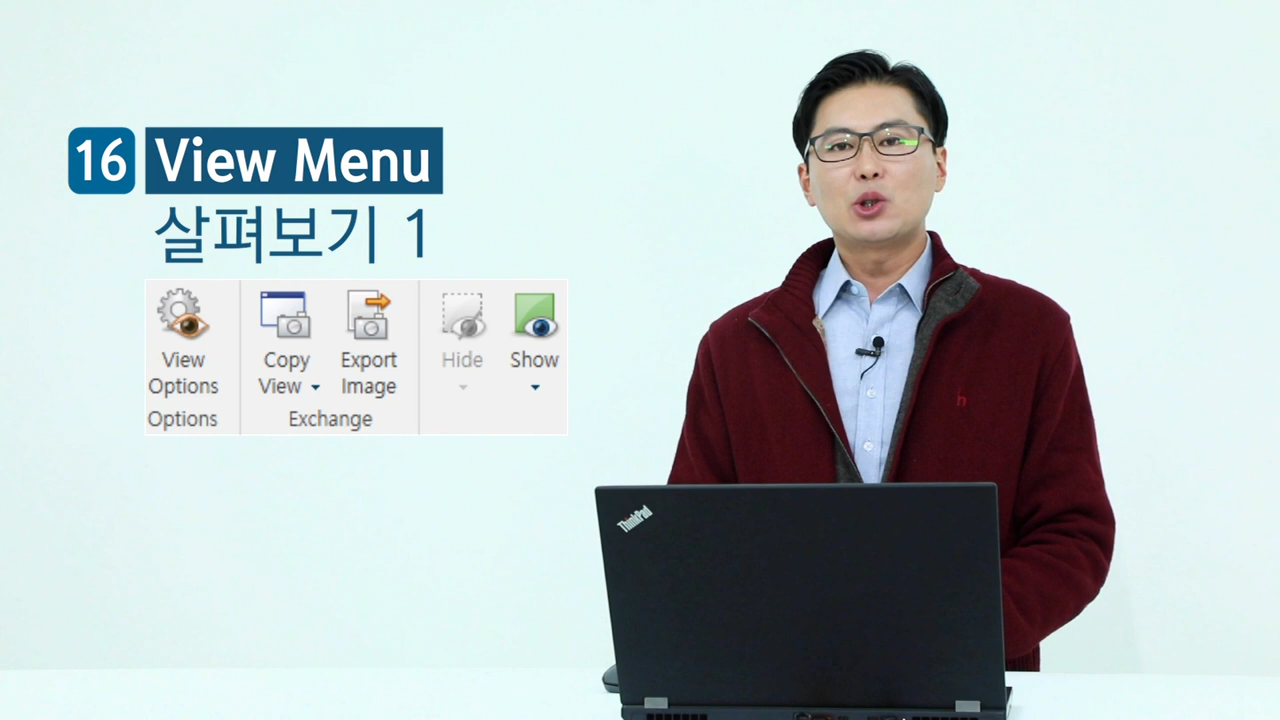 16 View Menu
살펴보기 1
View Options
Copy View
Export Image
Hide
Show
Options
Exchange
h
ThinkPad